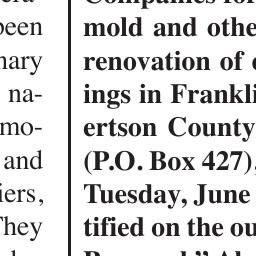 been
nary
na-
mo-
and
iers,
They
Companies for
mold and othe
renovation of
ings in Frankli
ertson County
(P.O. Box 427),
Tuesday, June
tified on the ou